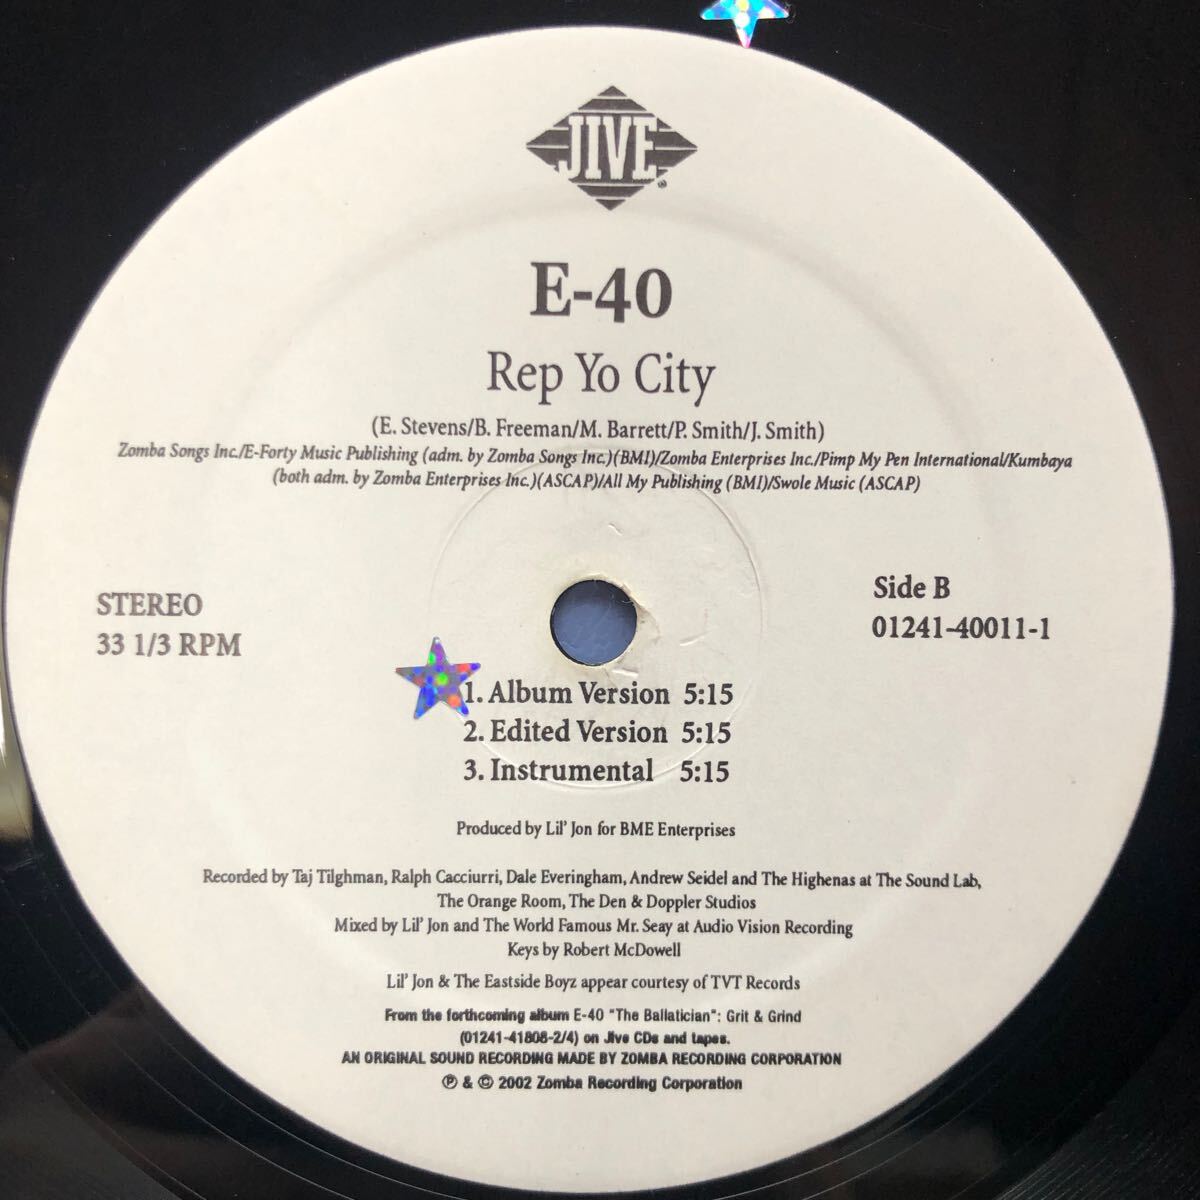 JIVE
E-40
Rep Yo City
(E. Stevens/B. Freeman/M. Barrett/P. Smith/J. Smith)
Zomba Songs Inc./E-Forty Music Publishing (adm. by Zomba Songs Inc.)(BMI)/Zomba Enterprises Inc./Pimp My Pen International/Kumbaya
(both adm. by Zomba Enterprises Inc.)(ASCAP)/All My Publishing (BMI)/Swole Music (ASCAP)
STEREO
33 1/3 RPM
Side B
01241-40011-1
1. Album Version 5:15
2. Edited Version 5:15
3. Instrumental 5:15
Produced by Lil' Jon for BME Enterprises
Recorded by Taj Tilghman, Ralph Cacciurri, Dale Everingham, Andrew Seidel and The Highenas at The Sound Lab,
The Orange Room, The Den & Doppler Studios
Mixed by Lil' Jon and The World Famous Mr. Seay at Audio Vision Recording
Keys by Robert McDowell
Lil' Jon & The Eastside Boyz appear courtesy of TVT Records
From the forthcoming album E-40 "The Ballatician": Grit & Grind
(01241-41808-2/4) on Jive CDs and tapes.
AN ORIGINAL SOUND RECORDING MADE BY ZOMBA RECORDING CORPORATION
℗ & © 2002 Zomba Recording Corporation